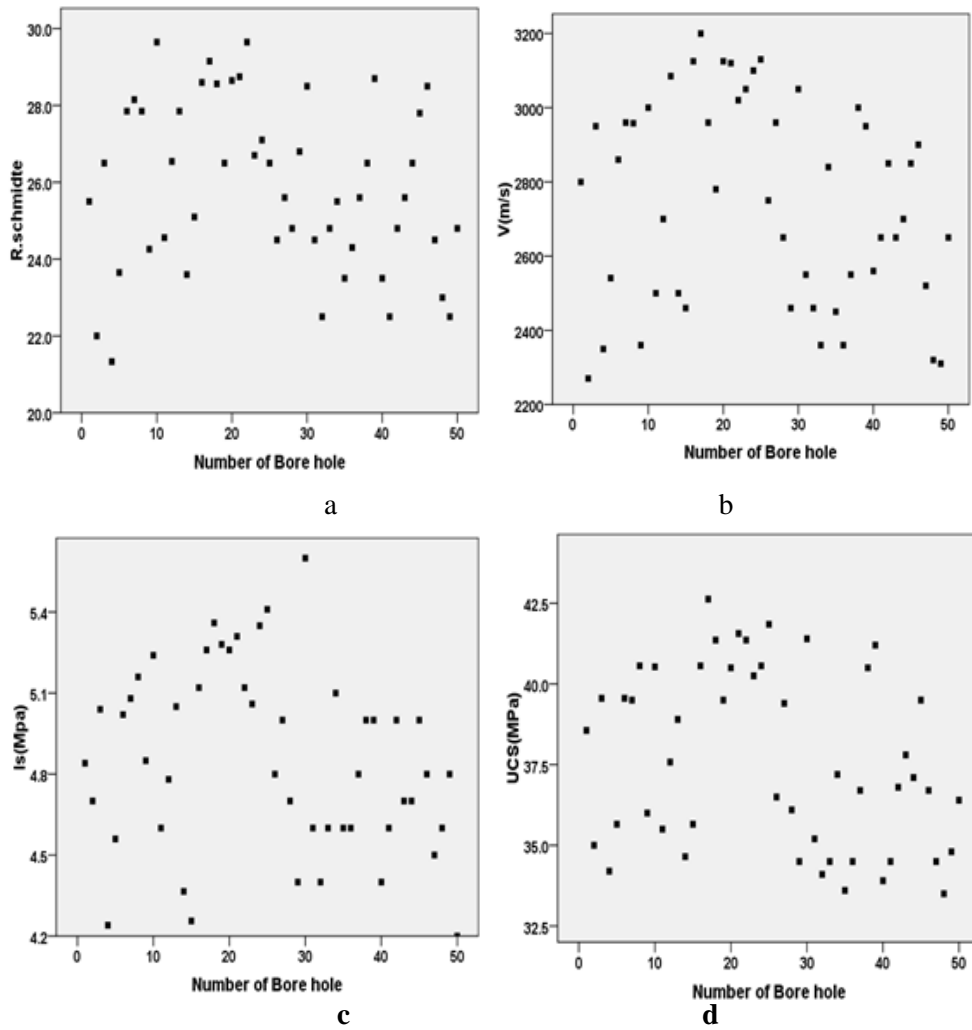 30.0
28.0
26.0
24.0
22.0
20.0
R.schmidte
0 10 20 30 40 50
Number of Bore hole
a
3200
3000
2800
2600
2400
2200
V(m/s)
0 10 20 30 40 50
Number of Bore hole
b
5.4
5.1
4.8
4.5
4.2
Is(Mpa)
0 10 20 30 40 50
Number of Bore hole
c
42.5
40.0
37.5
35.0
32.5
UCS(MPa)
0 10 20 30 40 50
Number of Bore hole
d